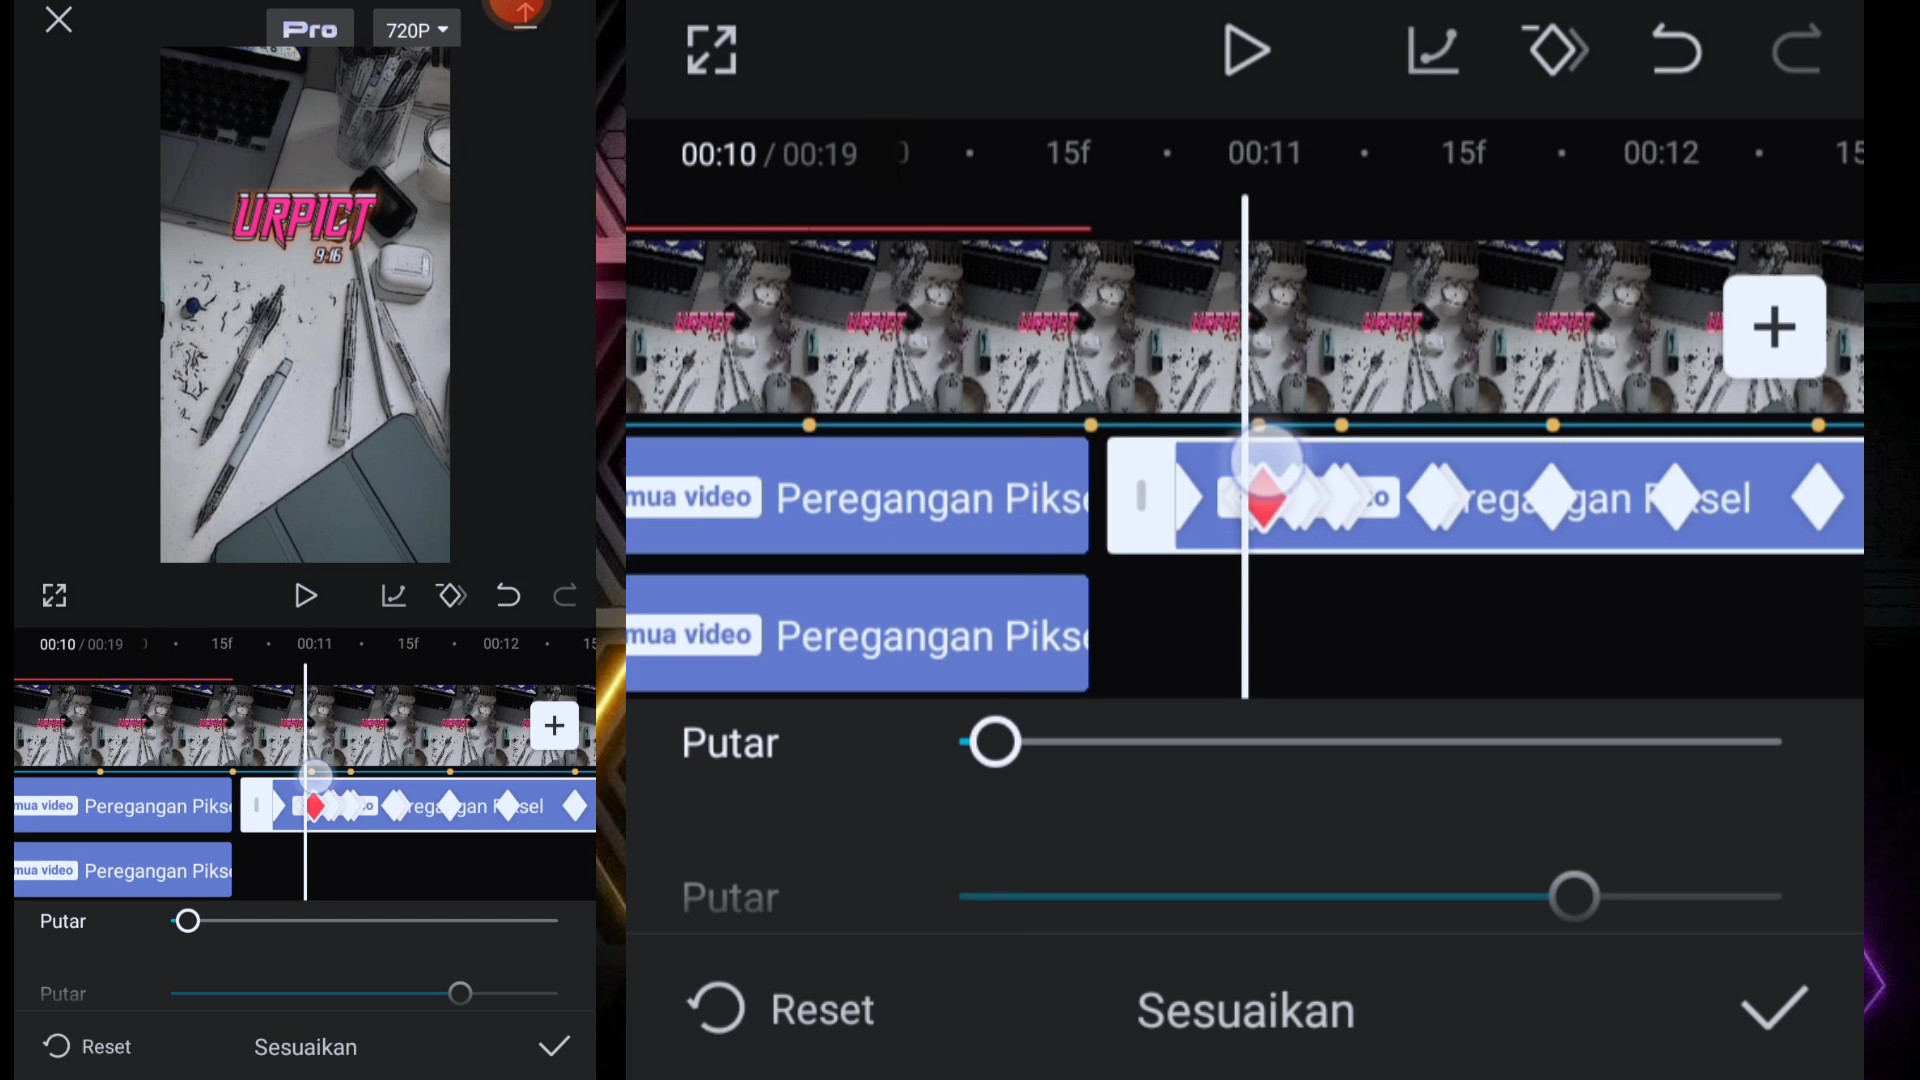 Pro
720P
URPICT
9:16
00:10 / 00:19
15f
00:11
15f
00:12
15
mua video
Peregangan Pikse
regangan Piksel
mua video
Peregangan Pikse
Putar
Putar
Reset
Sesuaikan
00:10 / 00:19
15f
00:11
15f
00:12
15
mua video
Peregangan Pikse
regangan Piksel
mua video
Peregangan Pikse
Putar
Putar
Reset
Sesuaikan